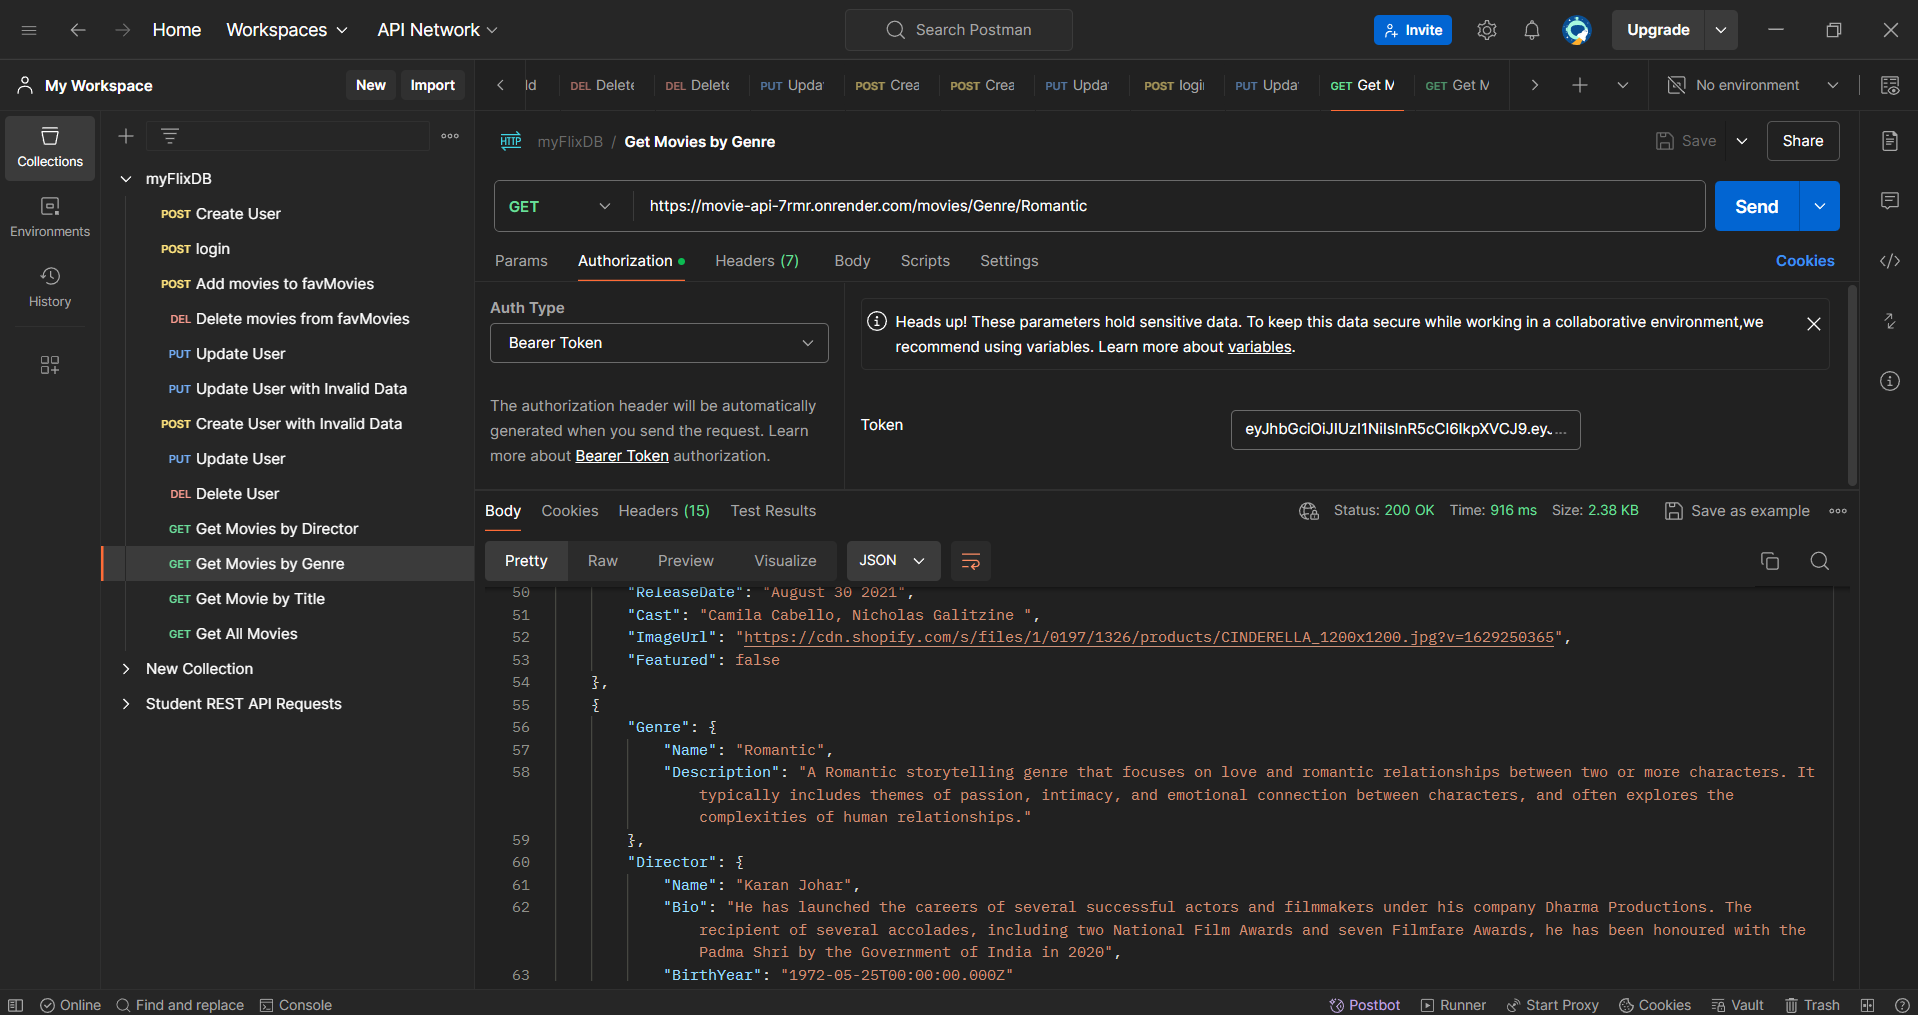 Home Workspaces API Network Search Postman Invite Upgrade
My Workspace New Import
ld DEL Delete DEL Delete PUT Upda POST Crea POST Crea PUT Upda POST logi PUT Upda GET Get M GET Get M No environment
Collections
Environments
History
myFlixDB
POST Create User
POST login
POST Add movies to favMovies
DEL Delete movies from favMovies
PUT Update User
PUT Update User with Invalid Data
POST Create User with Invalid Data
PUT Update User
DEL Delete User
GET Get Movies by Director
GET Get Movies by Genre
GET Get Movie by Title
GET Get All Movies
New Collection
Student REST API Requests
HTTP myFlixDB / Get Movies by Genre Save Share
GET https://movie-api-7rmr.onrender.com/movies/Genre/Romantic Send
Params Authorization Headers (7) Body Scripts Settings Cookies
Auth Type
Bearer Token
The authorization header will be automatically
generated when you send the request. Learn
more about Bearer Token authorization.
Heads up! These parameters hold sensitive data. To keep this data secure while working in a collaborative environment,we
recommend using variables. Learn more about variables.
Token eyJhbGciOiJIUzI1NiIsInR5cCI6IkpXVCJ9.eyJ...
Body Cookies Headers (15) Test Results Status: 200 OK Time: 916 ms Size: 2.38 KB Save as example
Pretty Raw Preview Visualize JSON
50 "ReleaseDate": "August 30 2021",
51 "Cast": "Camila Cabello, Nicholas Galitzine ",
52 "ImageUrl": "https://cdn.shopify.com/s/files/1/0197/1326/products/CINDERELLA_1200x1200.jpg?v=1629250365",
53 "Featured": false
54 },
55 {
56 "Genre": {
57 "Name": "Romantic",
58 "Description": "A Romantic storytelling genre that focuses on love and romantic relationships between two or more characters. It
typically includes themes of passion, intimacy, and emotional connection between characters, and often explores the
complexities of human relationships."
59 },
60 "Director": {
61 "Name": "Karan Johar",
62 "Bio": "He has launched the careers of several successful actors and filmmakers under his company Dharma Productions. The
recipient of several accolades, including two National Film Awards and seven Filmfare Awards, he has been honoured with the
Padma Shri by the Government of India in 2020",
63 "BirthYear": "1972-05-25T00:00:00.000Z"
Online Find and replace Console Postbot Runner Start Proxy Cookies Vault Trash